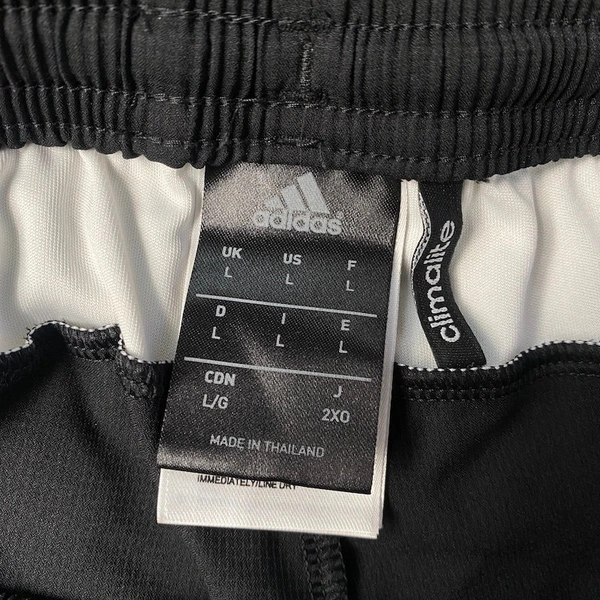 adidas
UK US F
L L L
D I E
L L L
CDN J
L/G 2XO
MADE IN THAILAND
IMMEDIATELY/LINE DRY
climalite